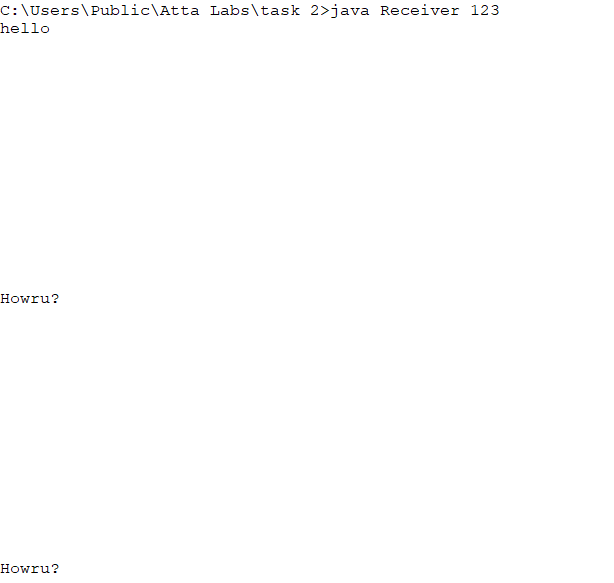 C:\Users\Public\Atta Labs\task 2>java Receiver 123
hello
Howru?
Howru?